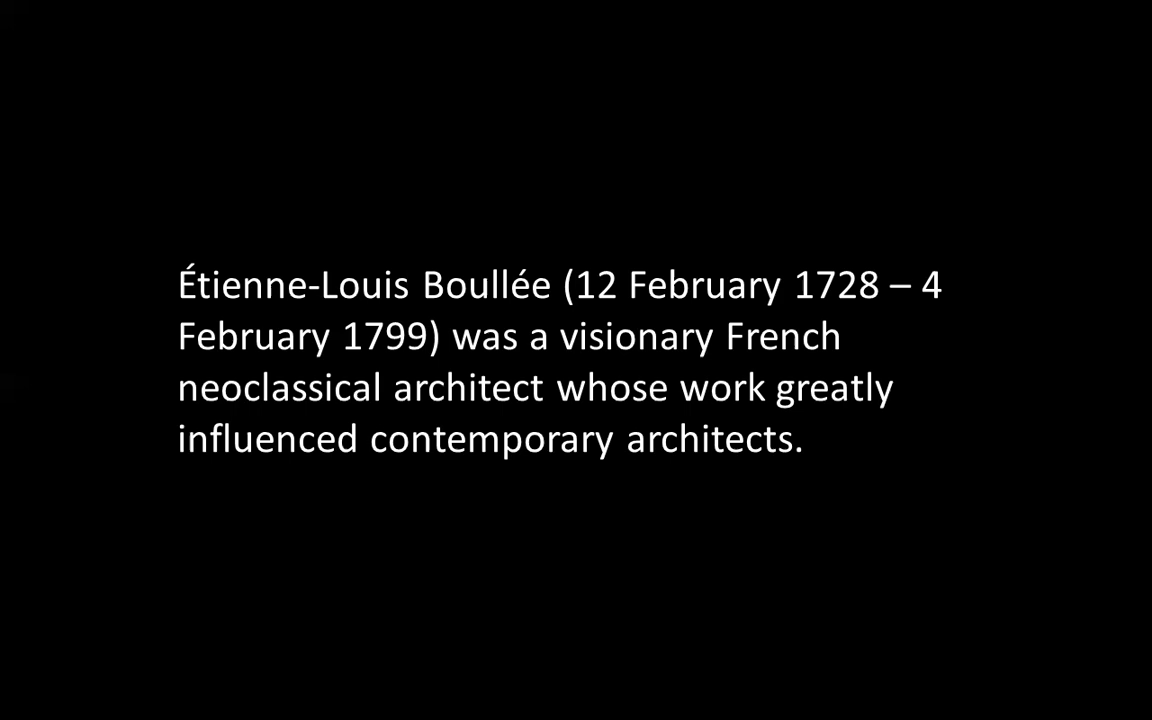 Étienne-Louis Boullée (12 February 1728 – 4
February 1799) was a visionary French
neoclassical architect whose work greatly
influenced contemporary architects.